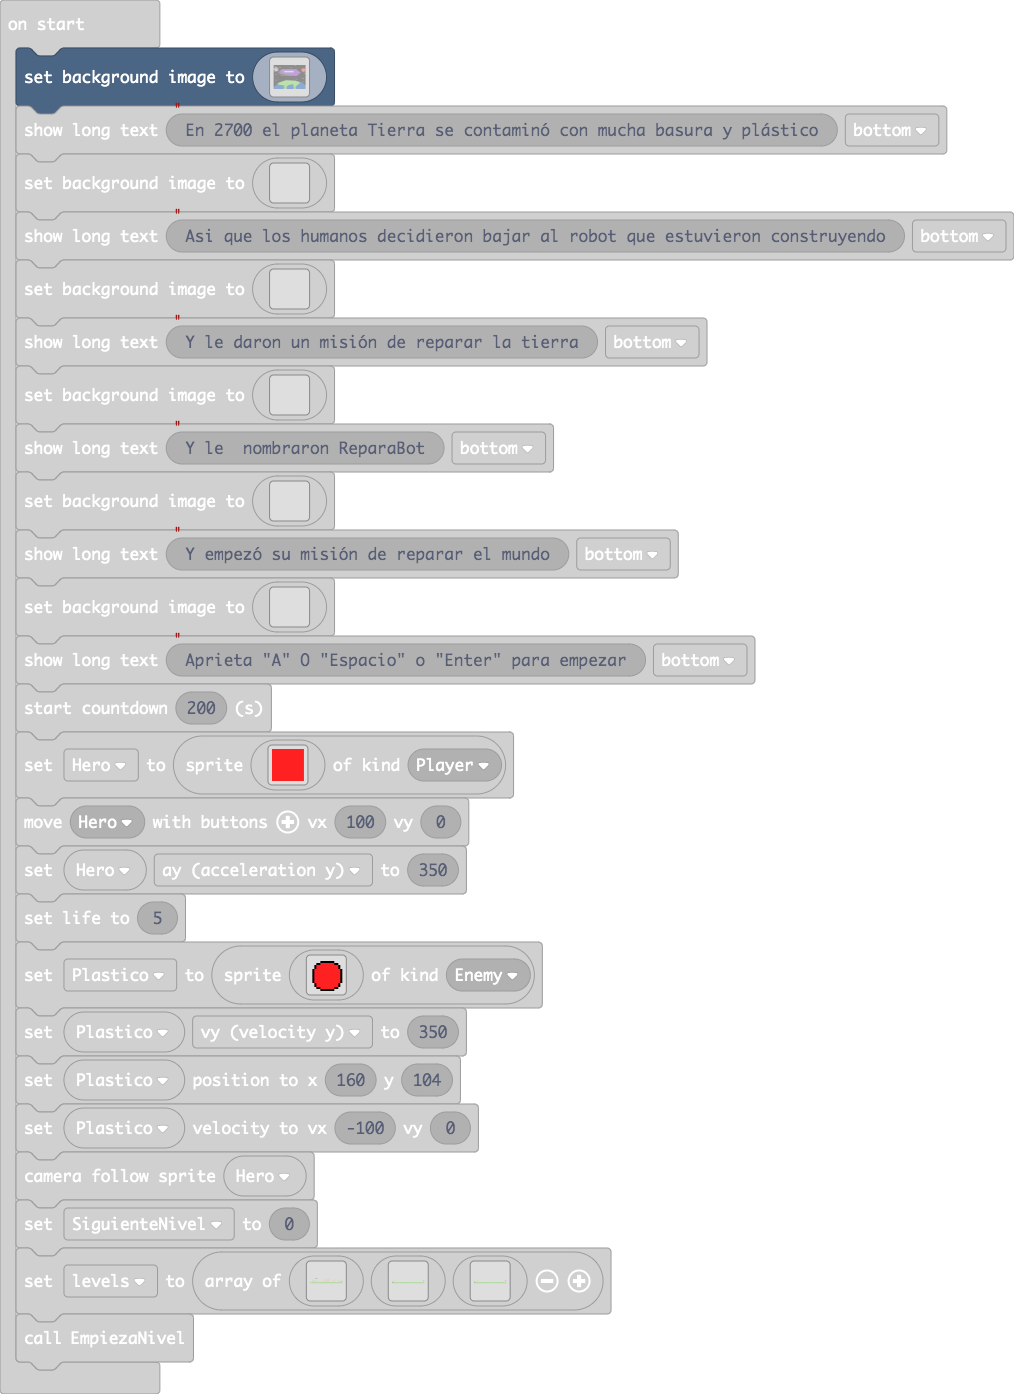 on start
set background image to
show long text En 2700 el planeta Tierra se contaminó con mucha basura y plástico bottom
set background image to
show long text Asi que los humanos decidieron bajar al robot que estuvieron construyendo bottom
set background image to
show long text Y le daron un misión de reparar la tierra bottom
set background image to
show long text Y le  nombraron ReparaBot bottom
set background image to
show long text Y empezó su misión de reparar el mundo bottom
set background image to
show long text Aprieta "A" O "Espacio" o "Enter" para empezar bottom
start countdown 200 (s)
set Hero to sprite of kind Player
move Hero with buttons + vx 100 vy 0
set Hero ay (acceleration y) to 350
set life to 5
set Plastico to sprite of kind Enemy
set Plastico vy (velocity y) to 350
set Plastico position to x 160 y 104
set Plastico velocity to vx -100 vy 0
camera follow sprite Hero
set SiguienteNivel to 0
set levels to array of - +
call EmpiezaNivel